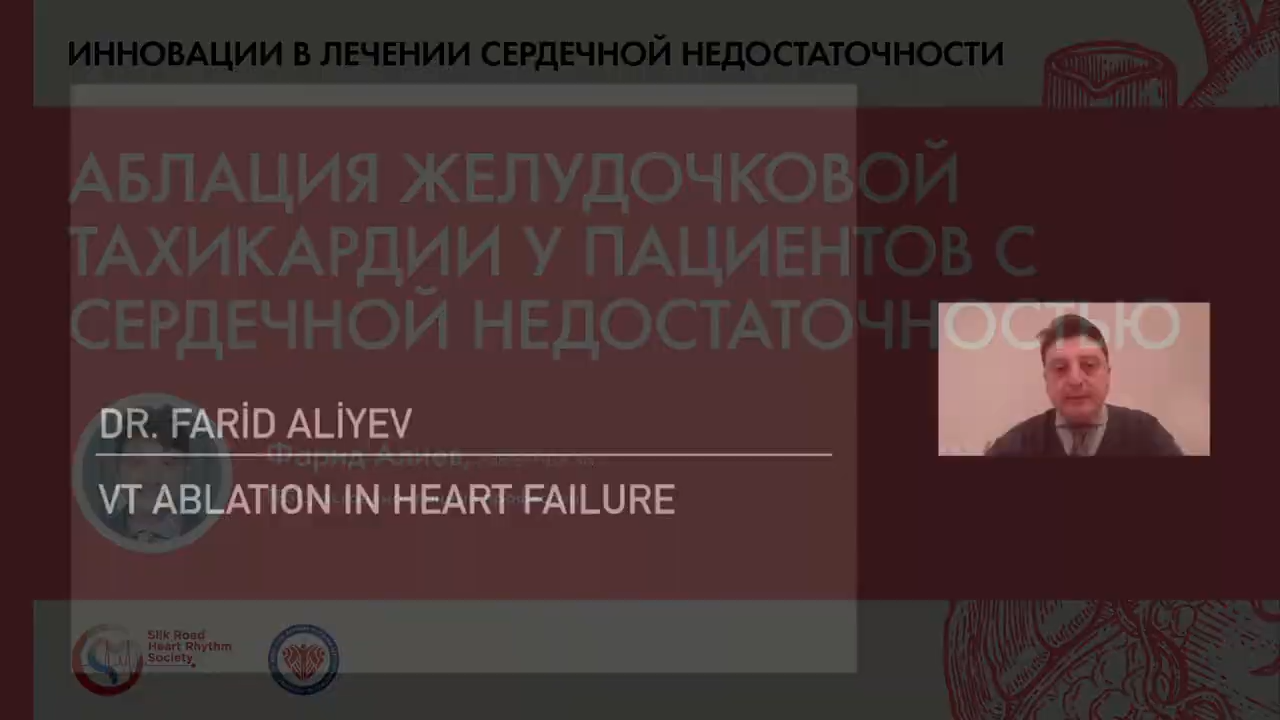 ИННОВАЦИИ В ЛЕЧЕНИИ СЕРДЕЧНОЙ НЕДОСТАТОЧНОСТИ
АБЛАЦИЯ ЖЕЛУДОЧКОВОЙ
ТАХИКАРДИИ У ПАЦИЕНТОВ С
СЕРДЕЧНОЙ НЕДОСТАТОЧНОСТЬЮ
DR. FARİD ALİYEV
Фарид Алиев,
VT ABLATION IN HEART FAILURE
Silk Road
Heart Rhythm
Society